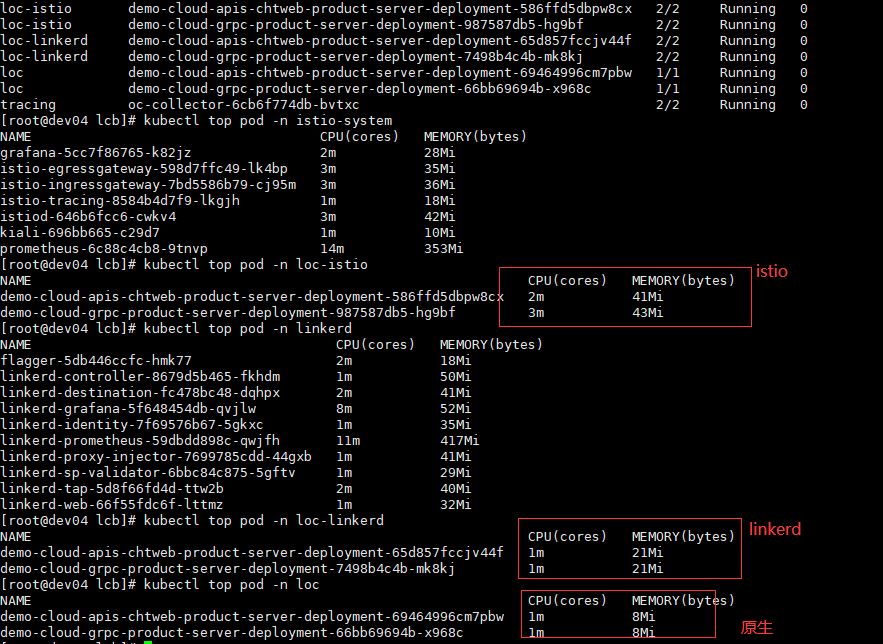 loc-istio demo-cloud-apis-chtweb-product-server-deployment-586ffd5dbpw8cx 2/2 Running 0
loc-istio demo-cloud-grpc-product-server-deployment-987587db5-hg9bf 2/2 Running 0
loc-linkerd demo-cloud-apis-chtweb-product-server-deployment-65d857fccjv44f 2/2 Running 0
loc-linkerd demo-cloud-grpc-product-server-deployment-7498b4c4b-mk8kj 2/2 Running 0
loc demo-cloud-apis-chtweb-product-server-deployment-69464996cm7pbw 1/1 Running 0
loc demo-cloud-grpc-product-server-deployment-66bb69694b-x968c 1/1 Running 0
tracing oc-collector-6cb6f774db-bvtxc 2/2 Running 0
[root@dev04 lcb]# kubectl top pod -n istio-system
NAME CPU(cores) MEMORY(bytes)
grafana-5cc7f86765-k82jz 2m 28Mi
istio-egressgateway-598d7ffc49-lk4bp 3m 35Mi
istio-ingressgateway-7bd5586b79-cj95m 3m 36Mi
istio-tracing-8584b4d7f9-lkgjh 1m 18Mi
istiod-646b6fcc6-cwkv4 3m 42Mi
kiali-696bb665-c29d7 1m 10Mi
prometheus-6c88c4cb8-9tnvp 14m 353Mi
[root@dev04 lcb]# kubectl top pod -n loc-istio
NAME CPU(cores) MEMORY(bytes) istio
demo-cloud-apis-chtweb-product-server-deployment-586ffd5dbpw8cx 2m 41Mi
demo-cloud-grpc-product-server-deployment-987587db5-hg9bf 3m 43Mi
[root@dev04 lcb]# kubectl top pod -n linkerd
NAME CPU(cores) MEMORY(bytes)
flagger-5db446ccfc-hmk77 2m 18Mi
linkerd-controller-8679d5b465-fkhdm 1m 50Mi
linkerd-destination-fc478bc48-dqhpx 2m 41Mi
linkerd-grafana-5f648454db-qvjlw 8m 52Mi
linkerd-identity-7f69576b67-5gkxc 1m 35Mi
linkerd-prometheus-59dbdd898c-qwjfh 11m 417Mi
linkerd-proxy-injector-7699785cdd-44gxb 1m 41Mi
linkerd-sp-validator-6bbc84c875-5gftv 1m 29Mi
linkerd-tap-5d8f66fd4d-ttw2b 2m 40Mi
linkerd-web-66f55fdc6f-lttmz 1m 32Mi
[root@dev04 lcb]# kubectl top pod -n loc-linkerd
NAME CPU(cores) MEMORY(bytes) linkerd
demo-cloud-apis-chtweb-product-server-deployment-65d857fccjv44f 1m 21Mi
demo-cloud-grpc-product-server-deployment-7498b4c4b-mk8kj 1m 21Mi
[root@dev04 lcb]# kubectl top pod -n loc
NAME CPU(cores) MEMORY(bytes)
demo-cloud-apis-chtweb-product-server-deployment-69464996cm7pbw 1m 8Mi
demo-cloud-grpc-product-server-deployment-66bb69694b-x968c 1m 8Mi 原生